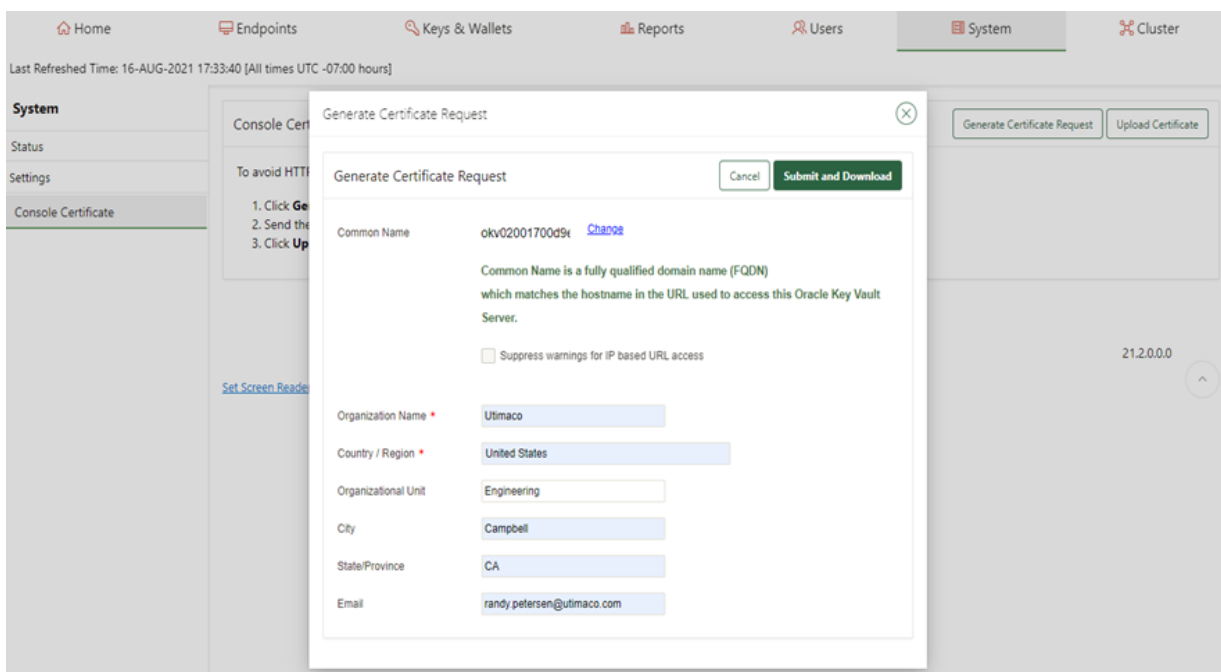 Home Endpoints Keys & Wallets Reports Users System Cluster
Last Refreshed Time: 16-AUG-2021 17:33:40 [All times UTC -07:00 hours]
System
Status
Settings
Console Certificate
Console Cert
Generate Certificate Request Upload Certificate
To avoid HTTP
1. Click Ge
2. Send the
3. Click Up
Set Screen Reade
21.2.0.0.0
Generate Certificate Request
Generate Certificate Request Cancel Submit and Download
Common Name okv02001700d9e Change
Common Name is a fully qualified domain name (FQDN)
which matches the hostname in the URL used to access this Oracle Key Vault
Server.
Suppress warnings for IP based URL access
Organization Name * Utimaco
Country / Region * United States
Organizational Unit Engineering
City Campbell
State/Province CA
Email randy.petersen@utimaco.com